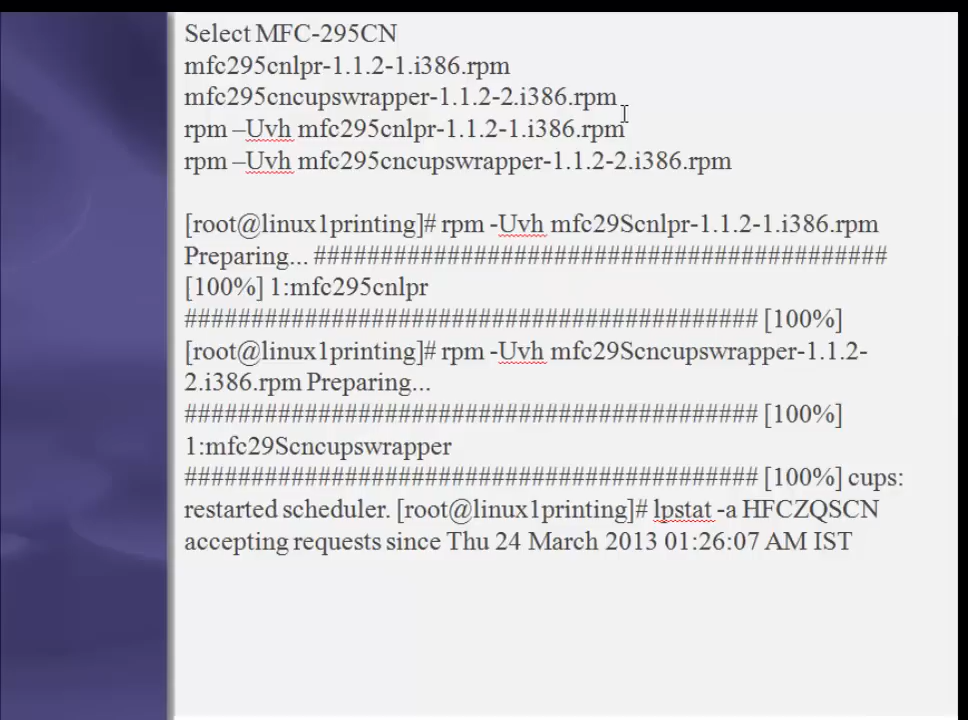 Select MFC-295CN
mfc295cnlpr-1.1.2-1.i386.rpm
mfc295cncupswrapper-1.1.2-2.i386.rpm
rpm –Uvh mfc295cnlpr-1.1.2-1.i386.rpm
rpm –Uvh mfc295cncupswrapper-1.1.2-2.i386.rpm
[root@linux1printing]# rpm -Uvh mfc29Scnlpr-1.1.2-1.i386.rpm
Preparing... ###########################################
[100%] 1:mfc295cnlpr
########################################### [100%]
[root@linux1printing]# rpm -Uvh mfc29Scncupswrapper-1.1.2-
2.i386.rpm Preparing...
########################################### [100%]
1:mfc29Scncupswrapper
########################################### [100%] cups:
restarted scheduler. [root@linux1printing]# lpstat -a HFCZQSCN
accepting requests since Thu 24 March 2013 01:26:07 AM IST